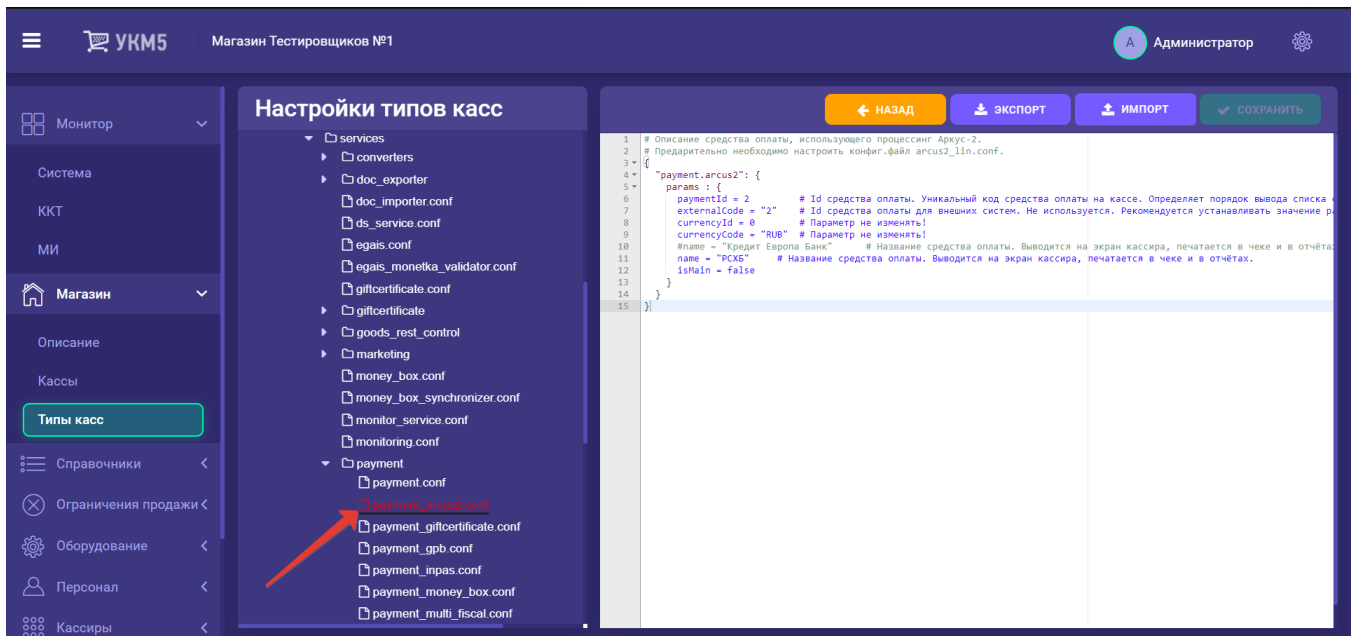 УКМ5
Магазин Тестировщиков №1
А
Администратор
Монитор
Система
ККТ
МИ
Магазин
Описание
Кассы
Типы касс
Справочники
Ограничения продажи
Оборудование
Персонал
Кассиры
Настройки типов касс
services
converters
doc_exporter
doc_importer.conf
ds_service.conf
egais.conf
egais_monetka_validator.conf
giftcertificate.conf
giftcertificate
goods_rest_control
marketing
money_box.conf
money_box_synchronizer.conf
monitor_service.conf
monitoring.conf
payment
payment.conf
payment_arcus2.conf
payment_giftcertificate.conf
payment_gpb.conf
payment_inpas.conf
payment_money_box.conf
payment_multi_fiscal.conf
НАЗАД
ЭКСПОРТ
ИМПОРТ
СОХРАНИТЬ
1 # Описание средства оплаты, использующего процессинг Аркус-2.
2 # Предарительно необходимо настроить конфиг.файл arcus2_lin.conf.
3 {
4 "payment.arcus2": {
5 params : {
6 paymentId = 2 # Id средства оплаты. Уникальный код средства оплаты на кассе. Определяет порядок вывода списка
7 externalCode = "2" # Id средства оплаты для внешних систем. Не используется. Рекомендуется устанавливать значение
8 currencyId = 0 # Параметр не изменять!
9 currencyCode = "RUB" # Параметр не изменять!
10 #name = "Кредит Европа Банк" # Название средства оплаты. Выводится на экран кассира, печатается в чеке и в отчёта
11 name = "РСХБ" # Название средства оплаты. Выводится на экран кассира, печатается в чеке и в отчётах.
12 isMain = false
13 }
14 }
15 }